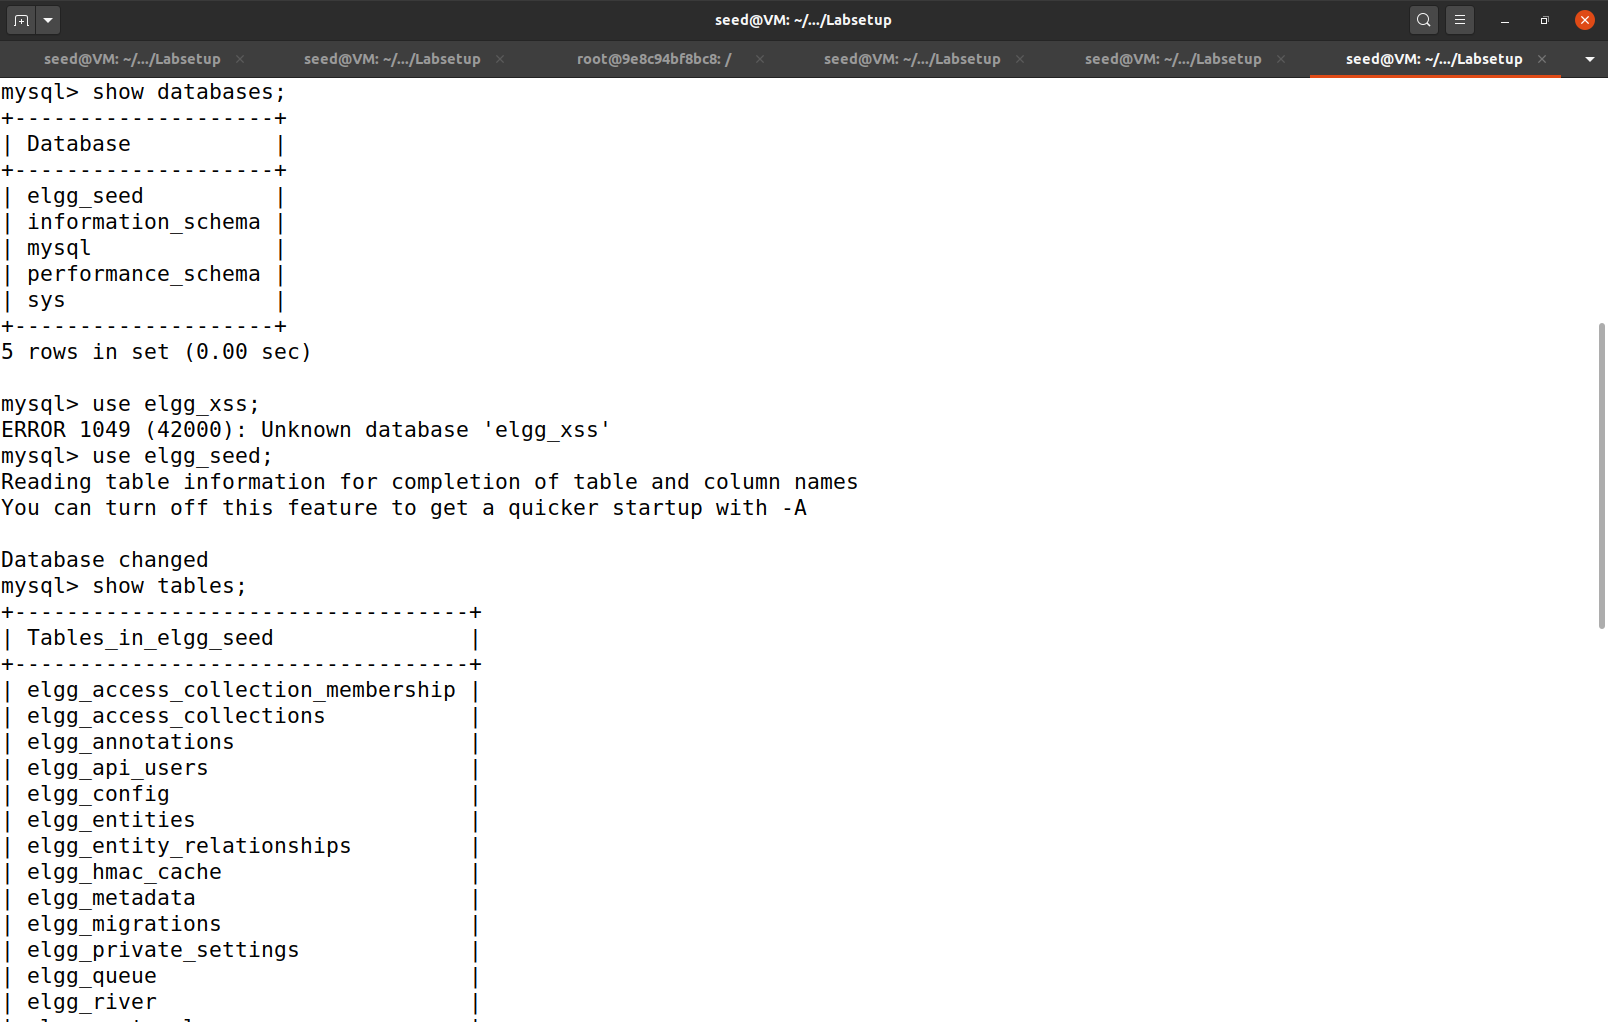 seed@VM: ~/.../Labsetup
seed@VM: ~/.../Labsetup × seed@VM: ~/.../Labsetup × root@9e8c94bf8bc8: / × seed@VM: ~/.../Labsetup × seed@VM: ~/.../Labsetup × seed@VM: ~/.../Labsetup ×
mysql> show databases;
+--------------------+
| Database           |
+--------------------+
| elgg_seed          |
| information_schema |
| mysql              |
| performance_schema |
| sys                |
+--------------------+
5 rows in set (0.00 sec)

mysql> use elgg_xss;
ERROR 1049 (42000): Unknown database 'elgg_xss'
mysql> use elgg_seed;
Reading table information for completion of table and column names
You can turn off this feature to get a quicker startup with -A

Database changed
mysql> show tables;
+-----------------------------------+
| Tables_in_elgg_seed               |
+-----------------------------------+
| elgg_access_collection_membership |
| elgg_access_collections           |
| elgg_annotations                  |
| elgg_api_users                    |
| elgg_config                       |
| elgg_entities                     |
| elgg_entity_relationships         |
| elgg_hmac_cache                   |
| elgg_metadata                     |
| elgg_migrations                   |
| elgg_private_settings             |
| elgg_queue                        |
| elgg_river                        |